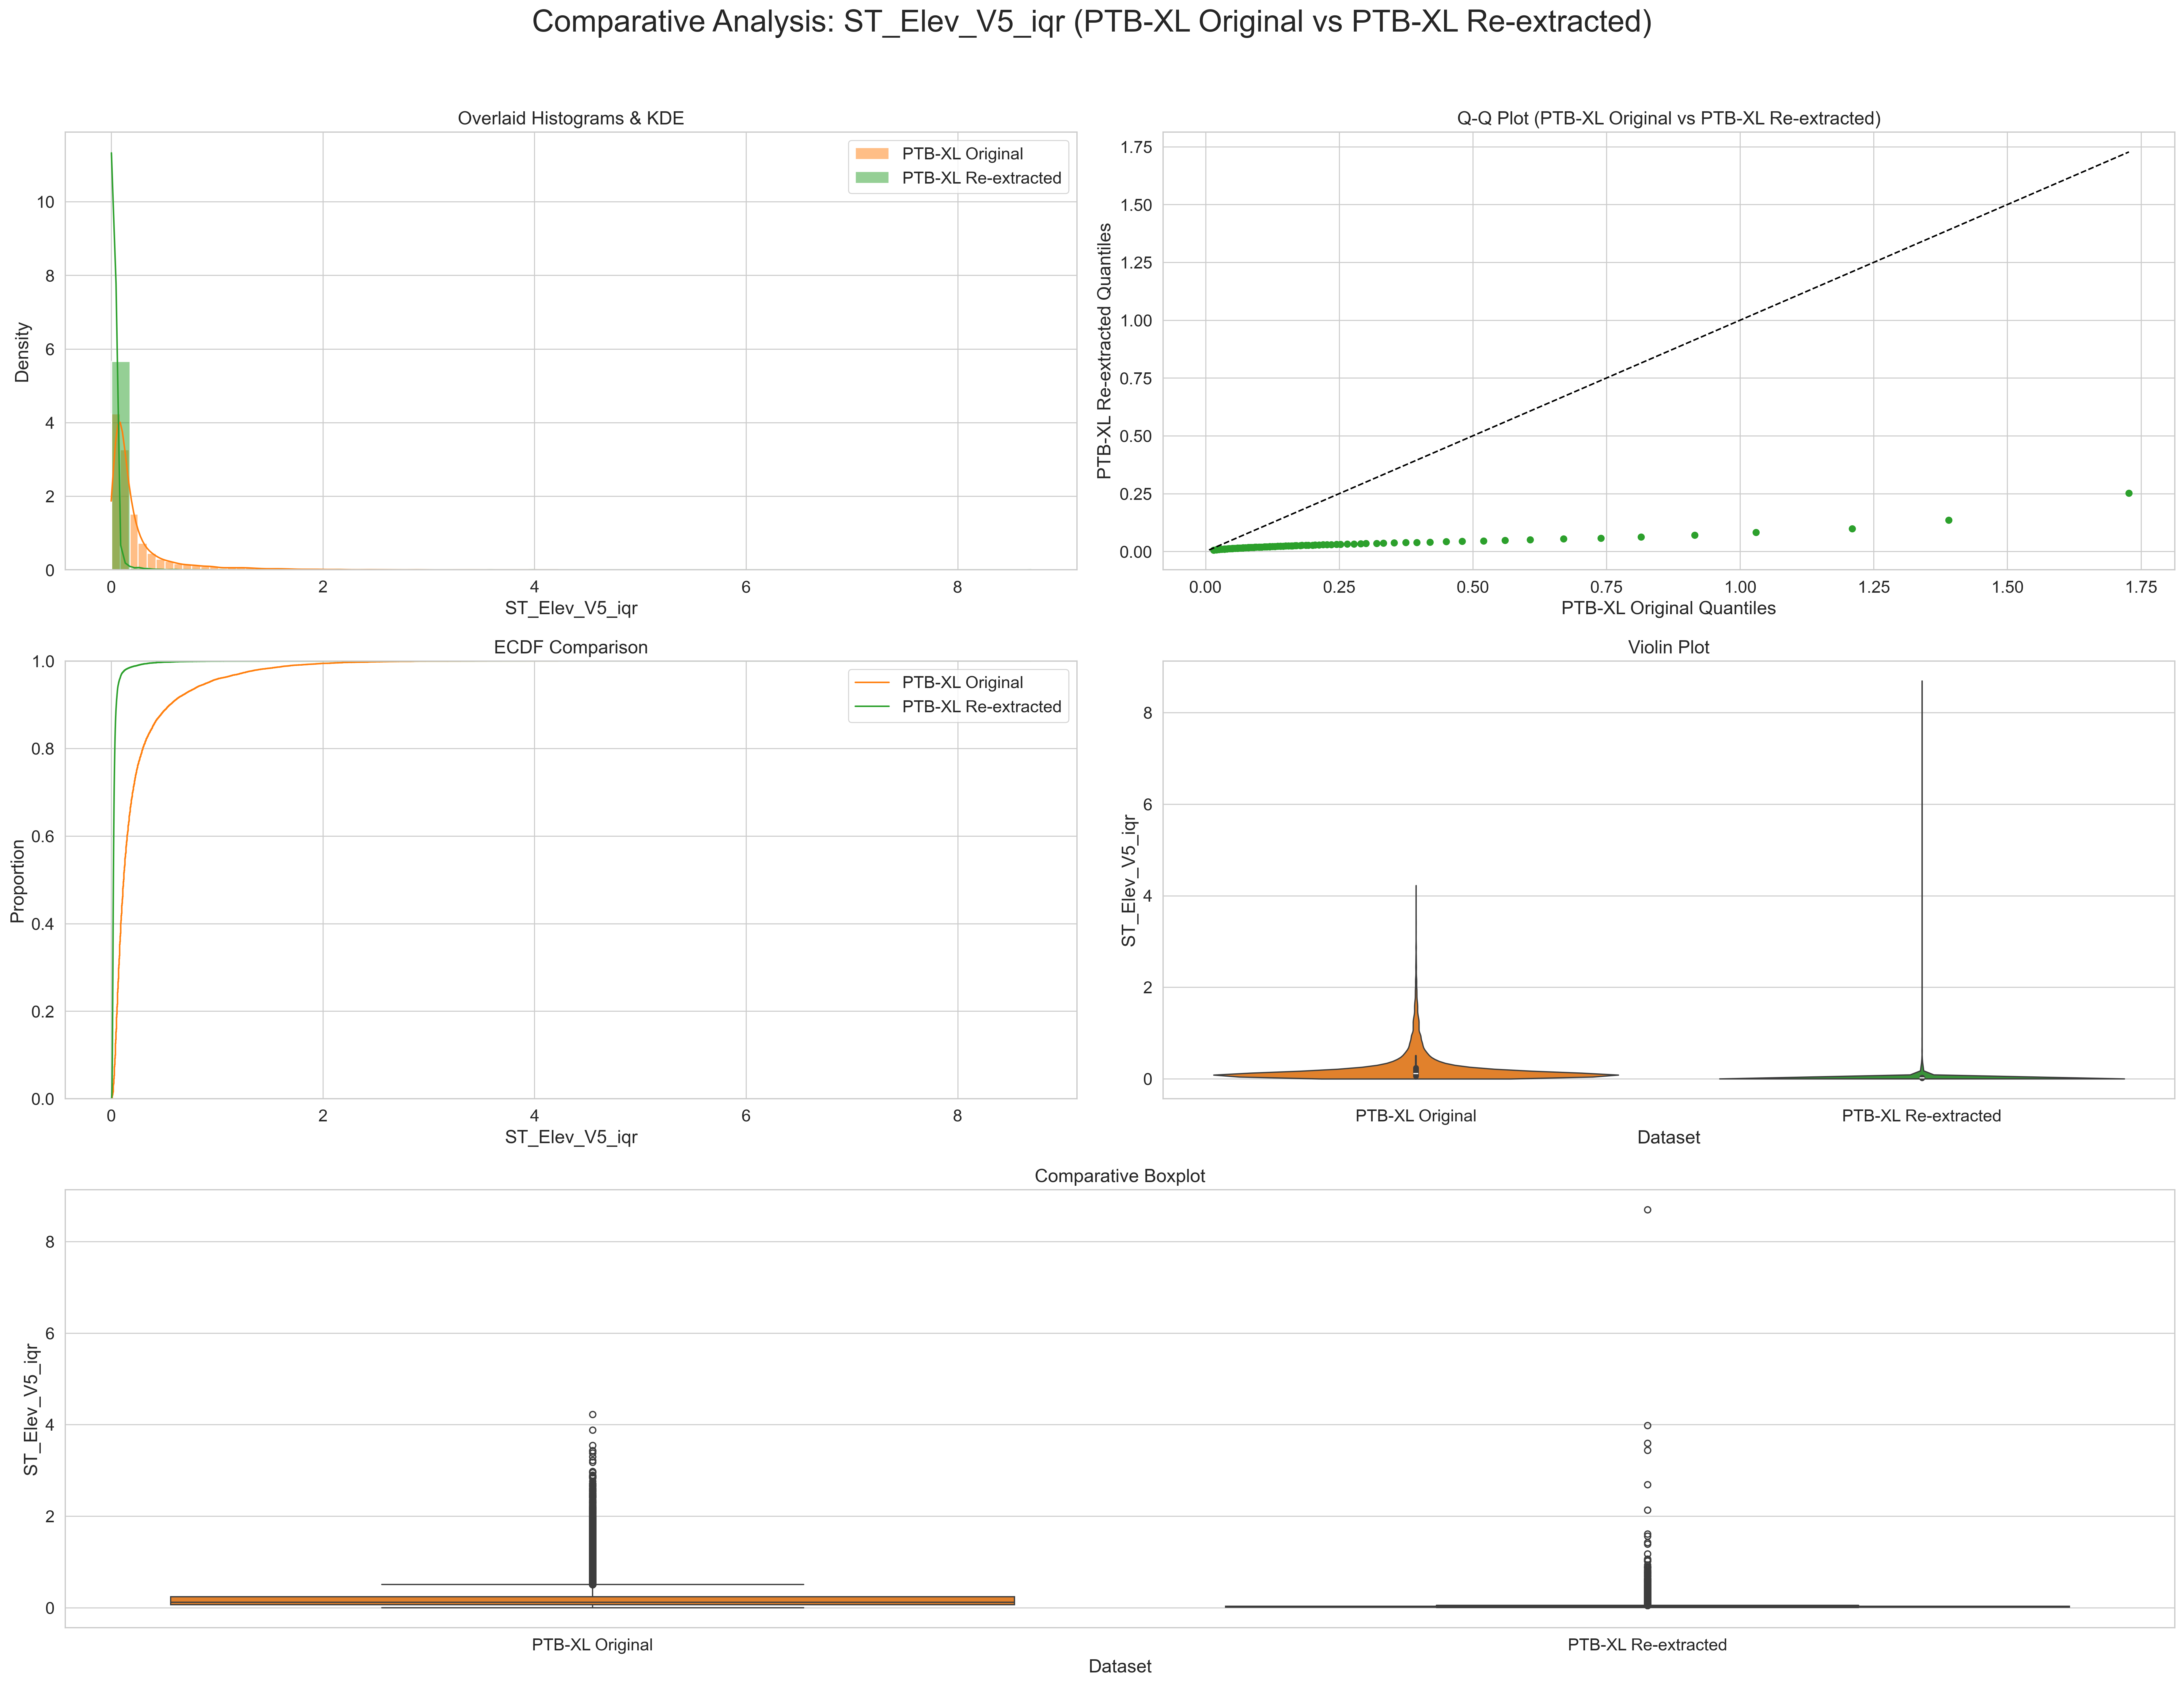 Comparative Analysis: ST_Elev_V5_iqr (PTB-XL Original vs PTB-XL Re-extracted)
Overlaid Histograms & KDE
PTB-XL Original
PTB-XL Re-extracted
Density
10
8
6
4
2
0
0 2 4 6 8
ST_Elev_V5_iqr
Q-Q Plot (PTB-XL Original vs PTB-XL Re-extracted)
PTB-XL Re-extracted Quantiles
1.75
1.50
1.25
1.00
0.75
0.50
0.25
0.00
0.00 0.25 0.50 0.75 1.00 1.25 1.50 1.75
PTB-XL Original Quantiles
ECDF Comparison
PTB-XL Original
PTB-XL Re-extracted
Proportion
1.0
0.8
0.6
0.4
0.2
0.0
0 2 4 6 8
ST_Elev_V5_iqr
Violin Plot
ST_Elev_V5_iqr
8
6
4
2
0
PTB-XL Original PTB-XL Re-extracted
Dataset
Comparative Boxplot
ST_Elev_V5_iqr
8
6
4
2
0
PTB-XL Original PTB-XL Re-extracted
Dataset